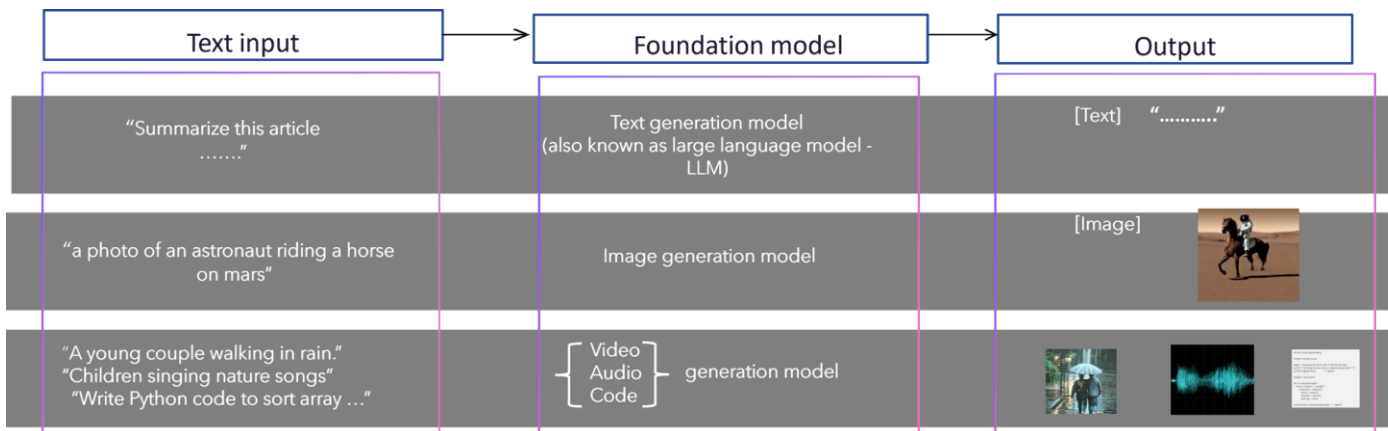 Text input
Foundation model
Output
“Summarize this article
…….”
Text generation model
(also known as large language model -
LLM)
[Text] “………..”
“a photo of an astronaut riding a horse
on mars”
Image generation model
[Image]
“A young couple walking in rain.”
“Children singing nature songs”
“Write Python code to sort array …”
Video
Audio
Code
generation model